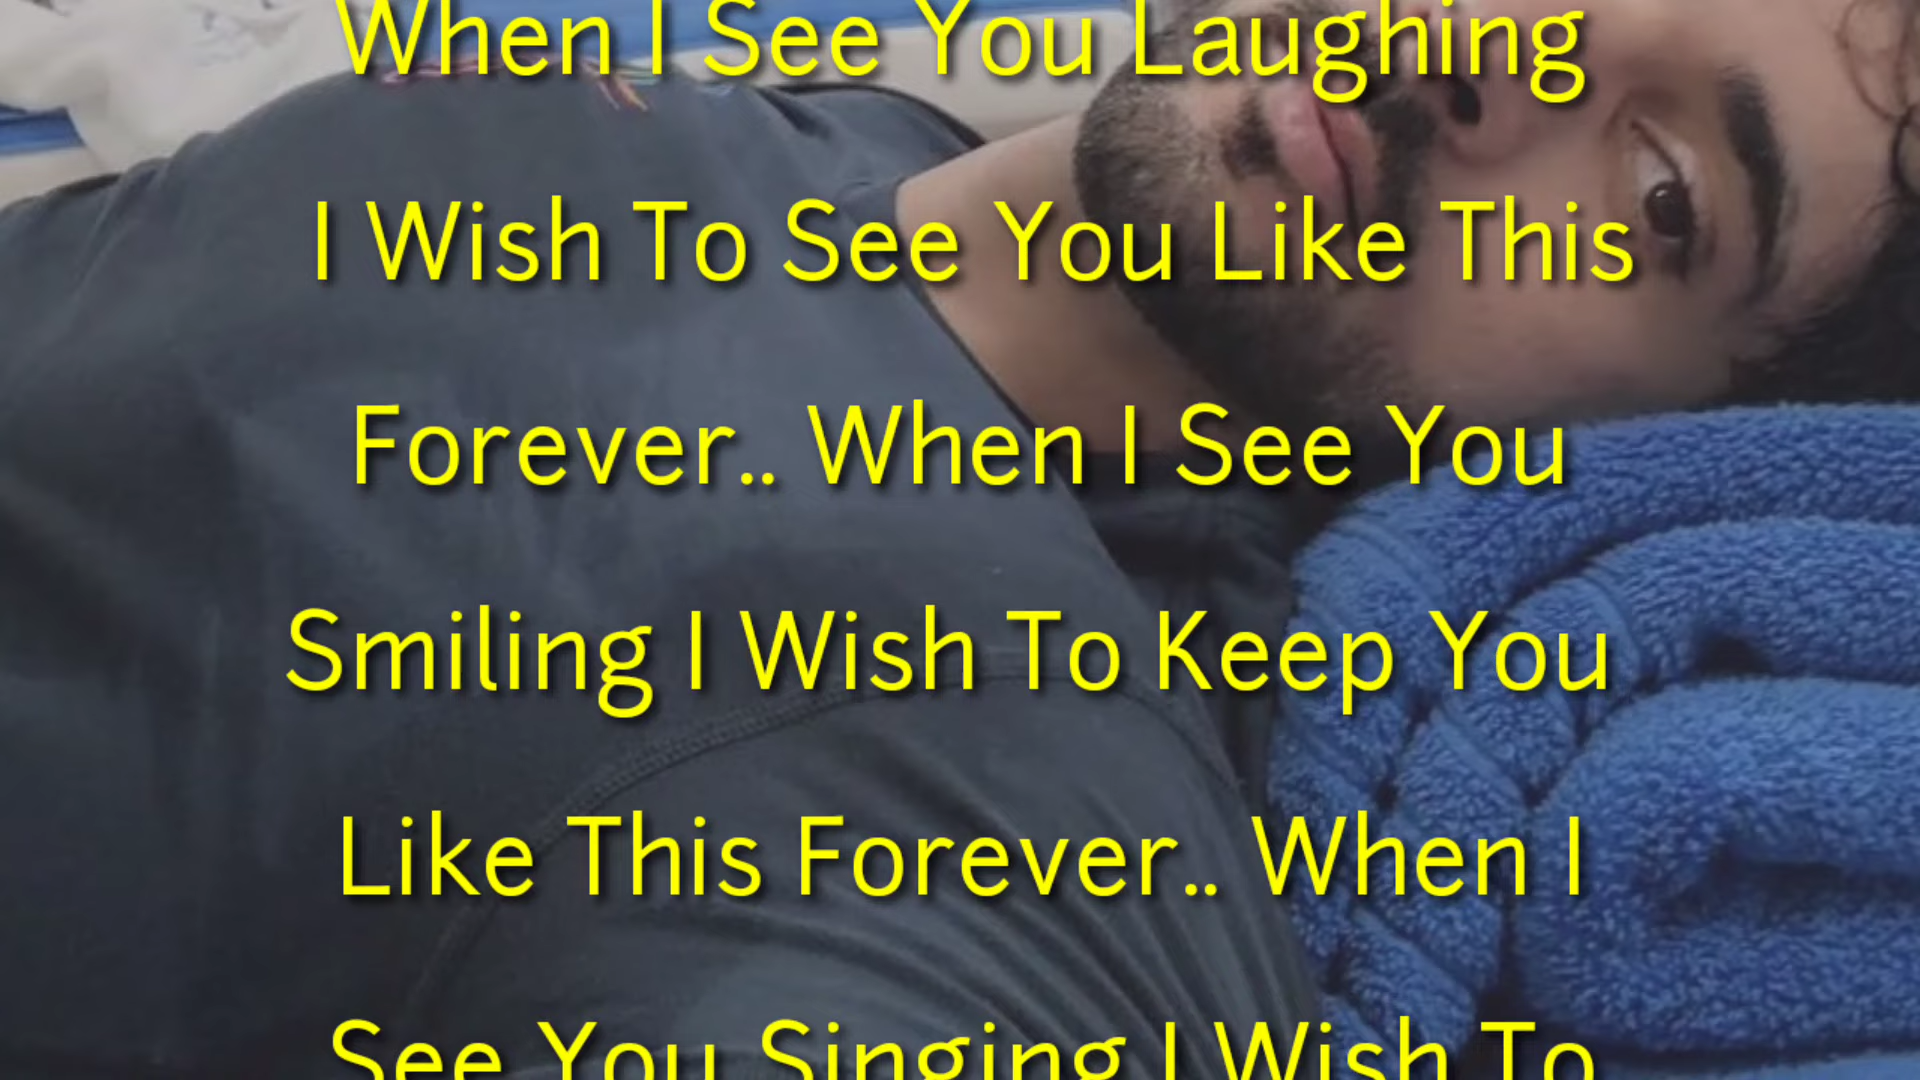 When I See You Laughing
I Wish To See You Like This
Forever.. When I See You
Smiling I Wish To Keep You
Like This Forever.. When I
See You Singing I Wish To